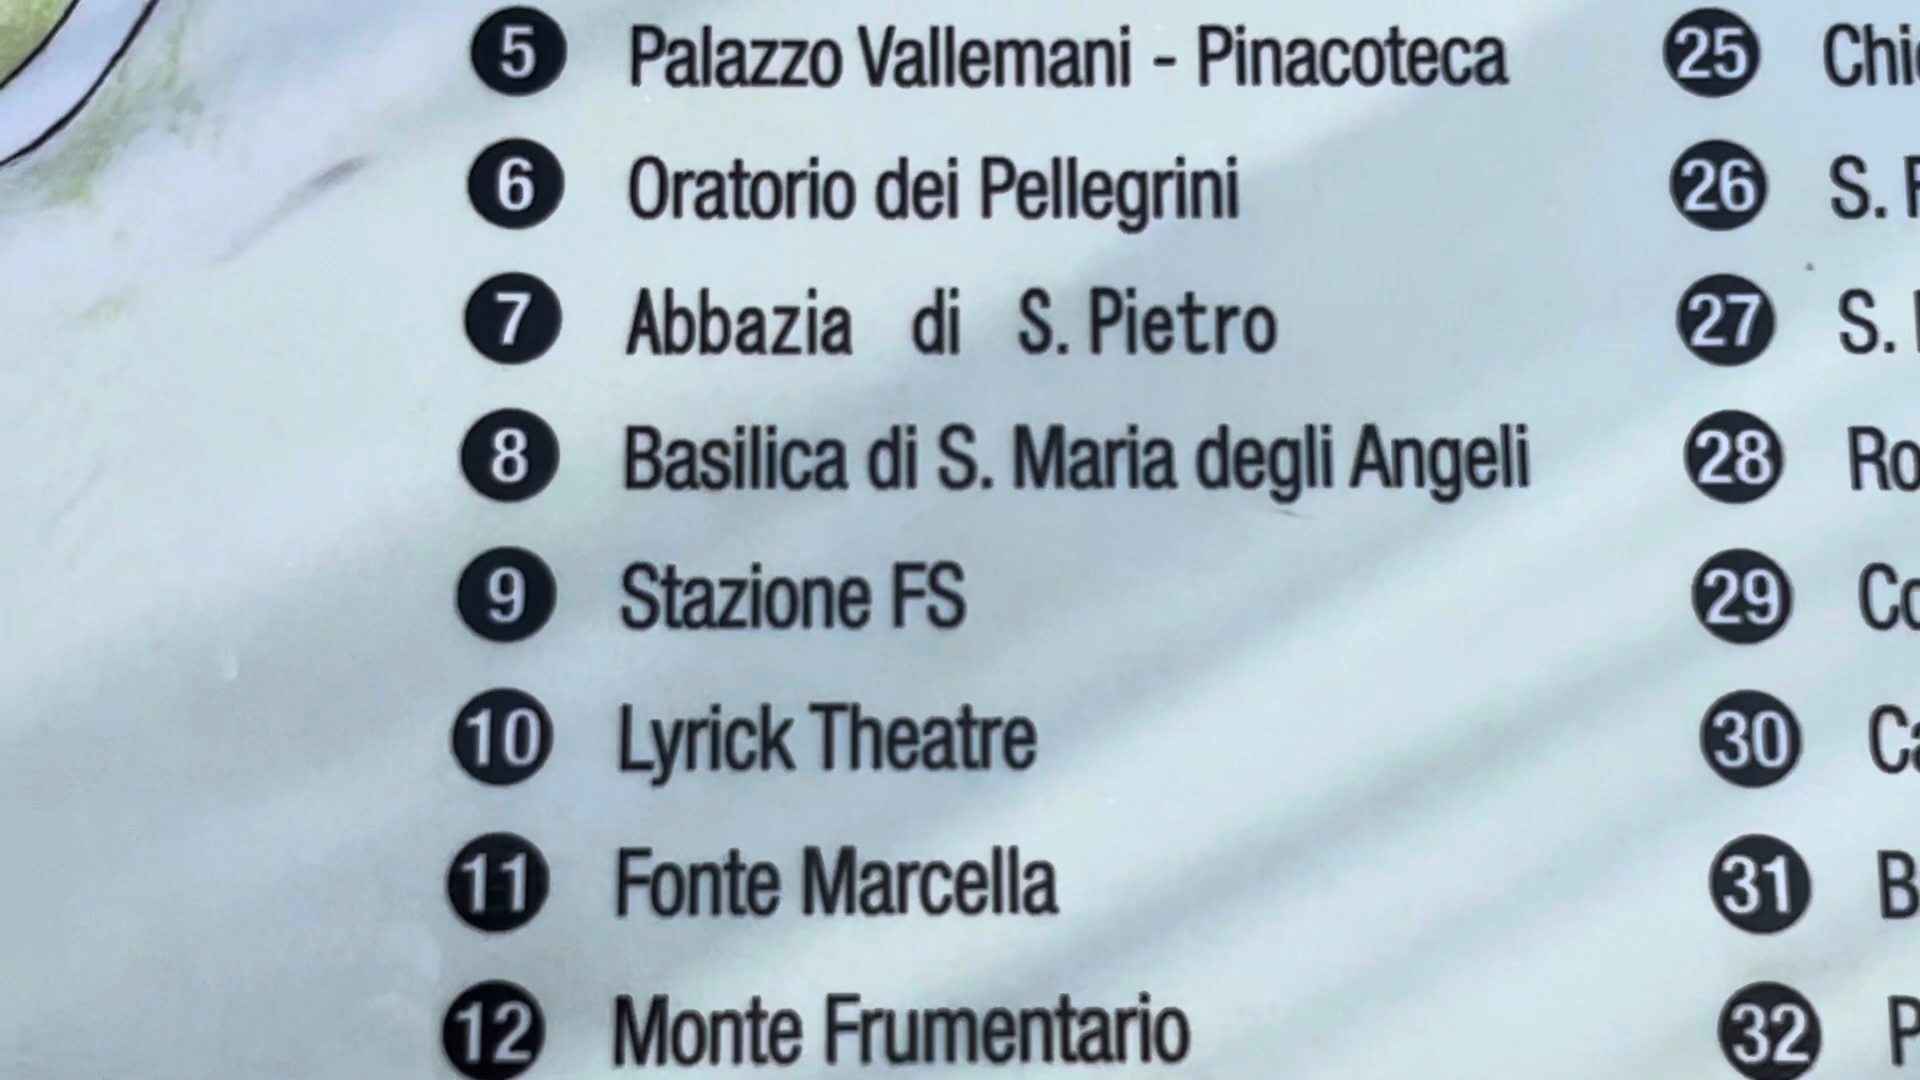 5 Palazzo Vallemani - Pinacoteca
6 Oratorio dei Pellegrini
7 Abbazia di S. Pietro
8 Basilica di S. Maria degli Angeli
9 Stazione FS
10 Lyrick Theatre
11 Fonte Marcella
12 Monte Frumentario
25
26 S.
27 S.
28
29
30
31
32